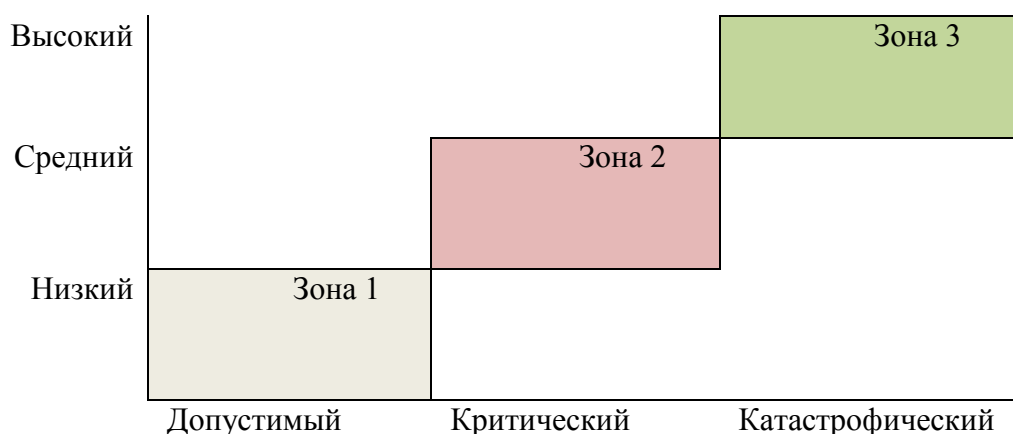 Высокий
Зона 3
Средний
Зона 2
Низкий
Зона 1
Допустимый
Критический
Катастрофический